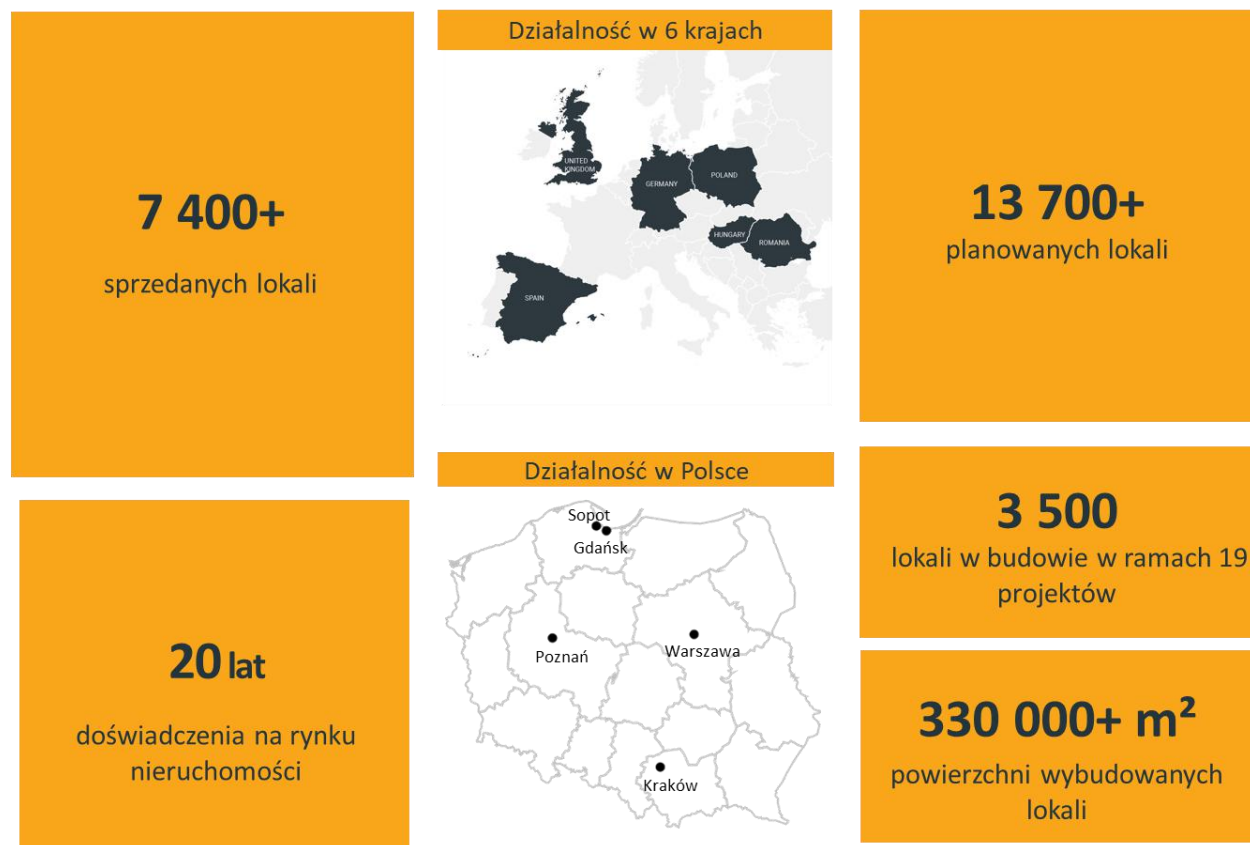 7 400+
sprzedanych lokali
20 lat
doświadczenia na rynku
nieruchomości
Działalność w 6 krajach
UNITED
KINGDOM
GERMANY
POLAND
HUNGARY
ROMANIA
SPAIN
Działalność w Polsce
Sopot
Gdańsk
Poznań
Warszawa
Kraków
13 700+
planowanych lokali
3 500
lokali w budowie w ramach 19
projektów
330 000+ m²
powierzchni wybudowanych
lokali